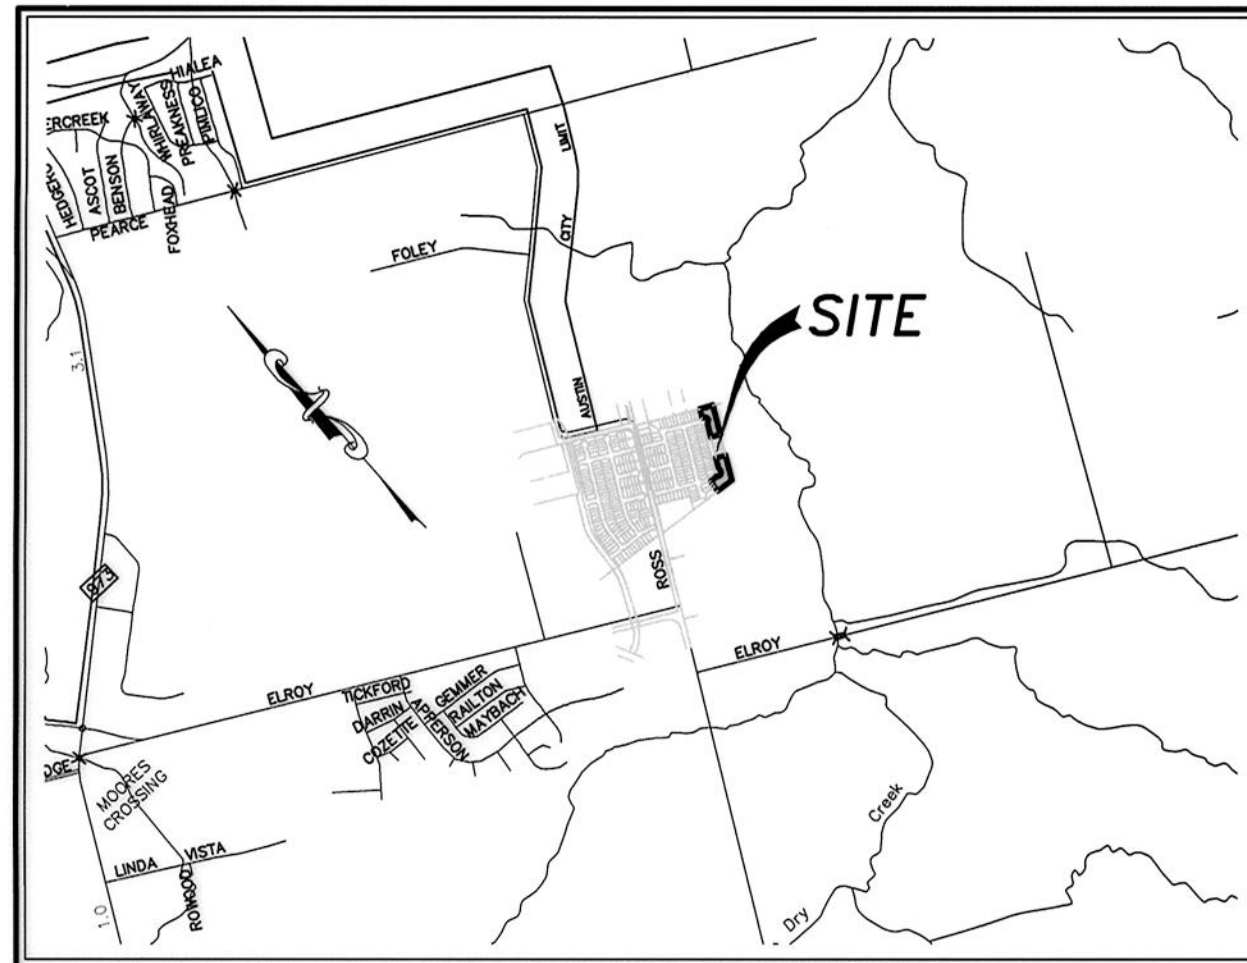 HIALEA
WHIRLAWAY
PREAKNESS
PIMLICO
ERCREEK
HEDGERO
ASCOT
BENSON
FOXHEAD
PEARCE
LIMIT
CITY
AUSTIN
FOLEY
SITE
3.1
973
ROSS
ELROY
ELROY
TICKFORD
GEMMER
DARRIN
RAILTON
APPERSON
MAYBACH
COZETTE
DGE
MOORES
CROSSING
Creek
LINDA VISTA
1.0
Dry